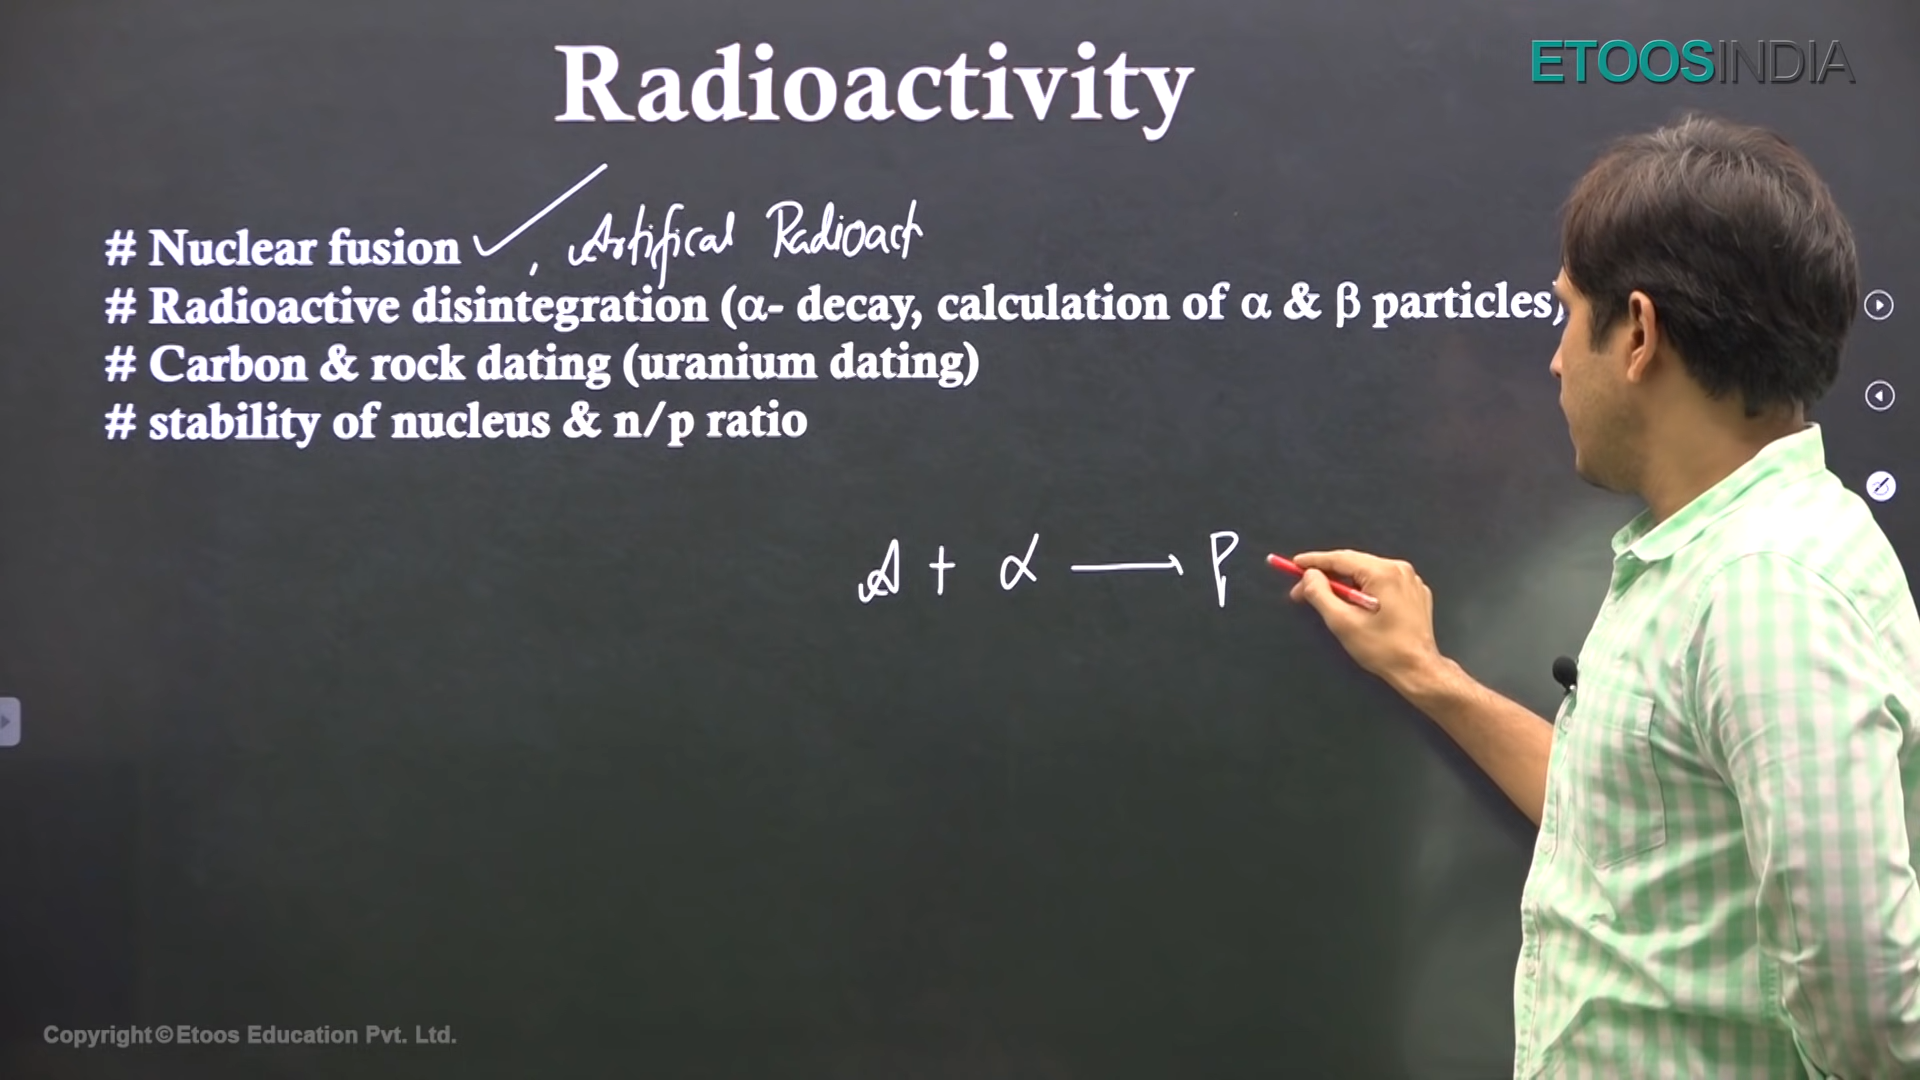 Radioactivity
ETOOSINDIA
# Nuclear fusion ✓, Artifical Radioact
# Radioactive disintegration (α- decay, calculation of α & β particles)
# Carbon & rock dating (uranium dating)
# stability of nucleus & n/p ratio
A + α ⟶ P
Copyright © Etoos Education Pvt. Ltd.